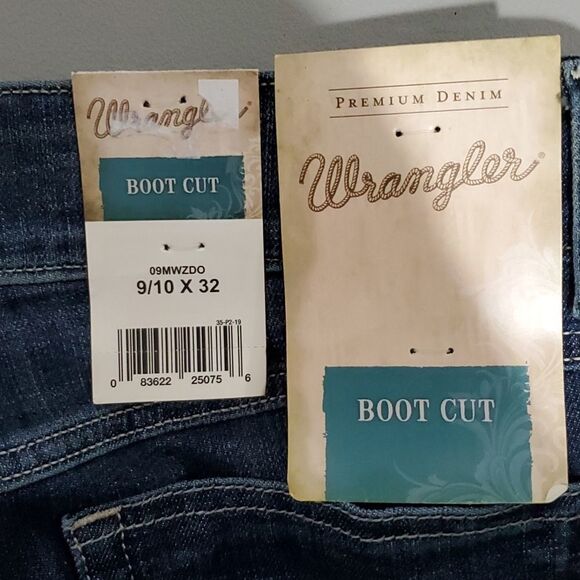 Wrangler
BOOT CUT
09MWZDO
9/10 X 32
35-P2-19
0 83622 25075 6
PREMIUM DENIM
Wrangler®
BOOT CUT